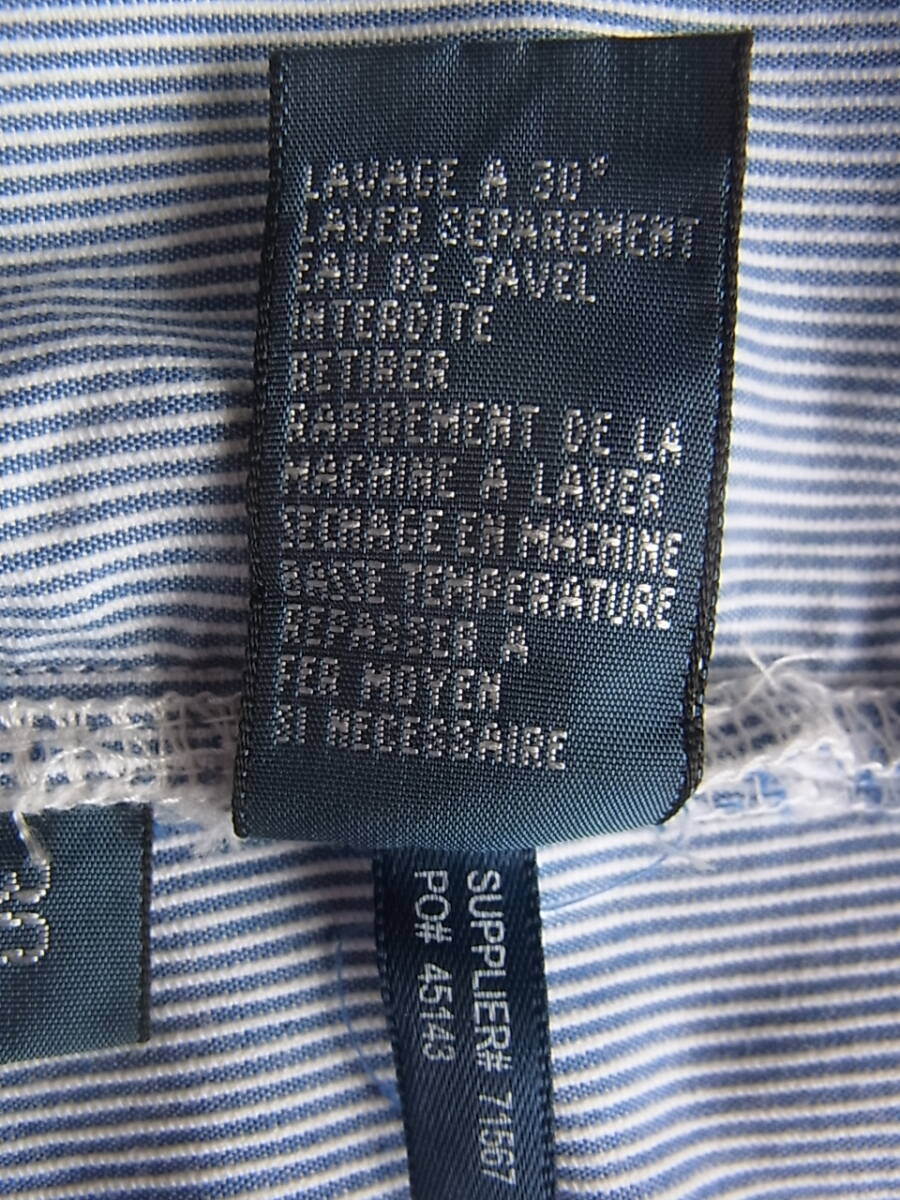 LAVAGE A 30°
LAVER SEPAREMENT
EAU DE JAVEL
INTERDITE
RETIRER
RAPIDEMENT DE LA
MACHINE A LAVER
SECHAGE EN MACHINE
BASSE TEMPERATURE
REPASSER A
FER MOYEN
SI NECESSAIRE
SUPPLIER# 71567
PO# 45143